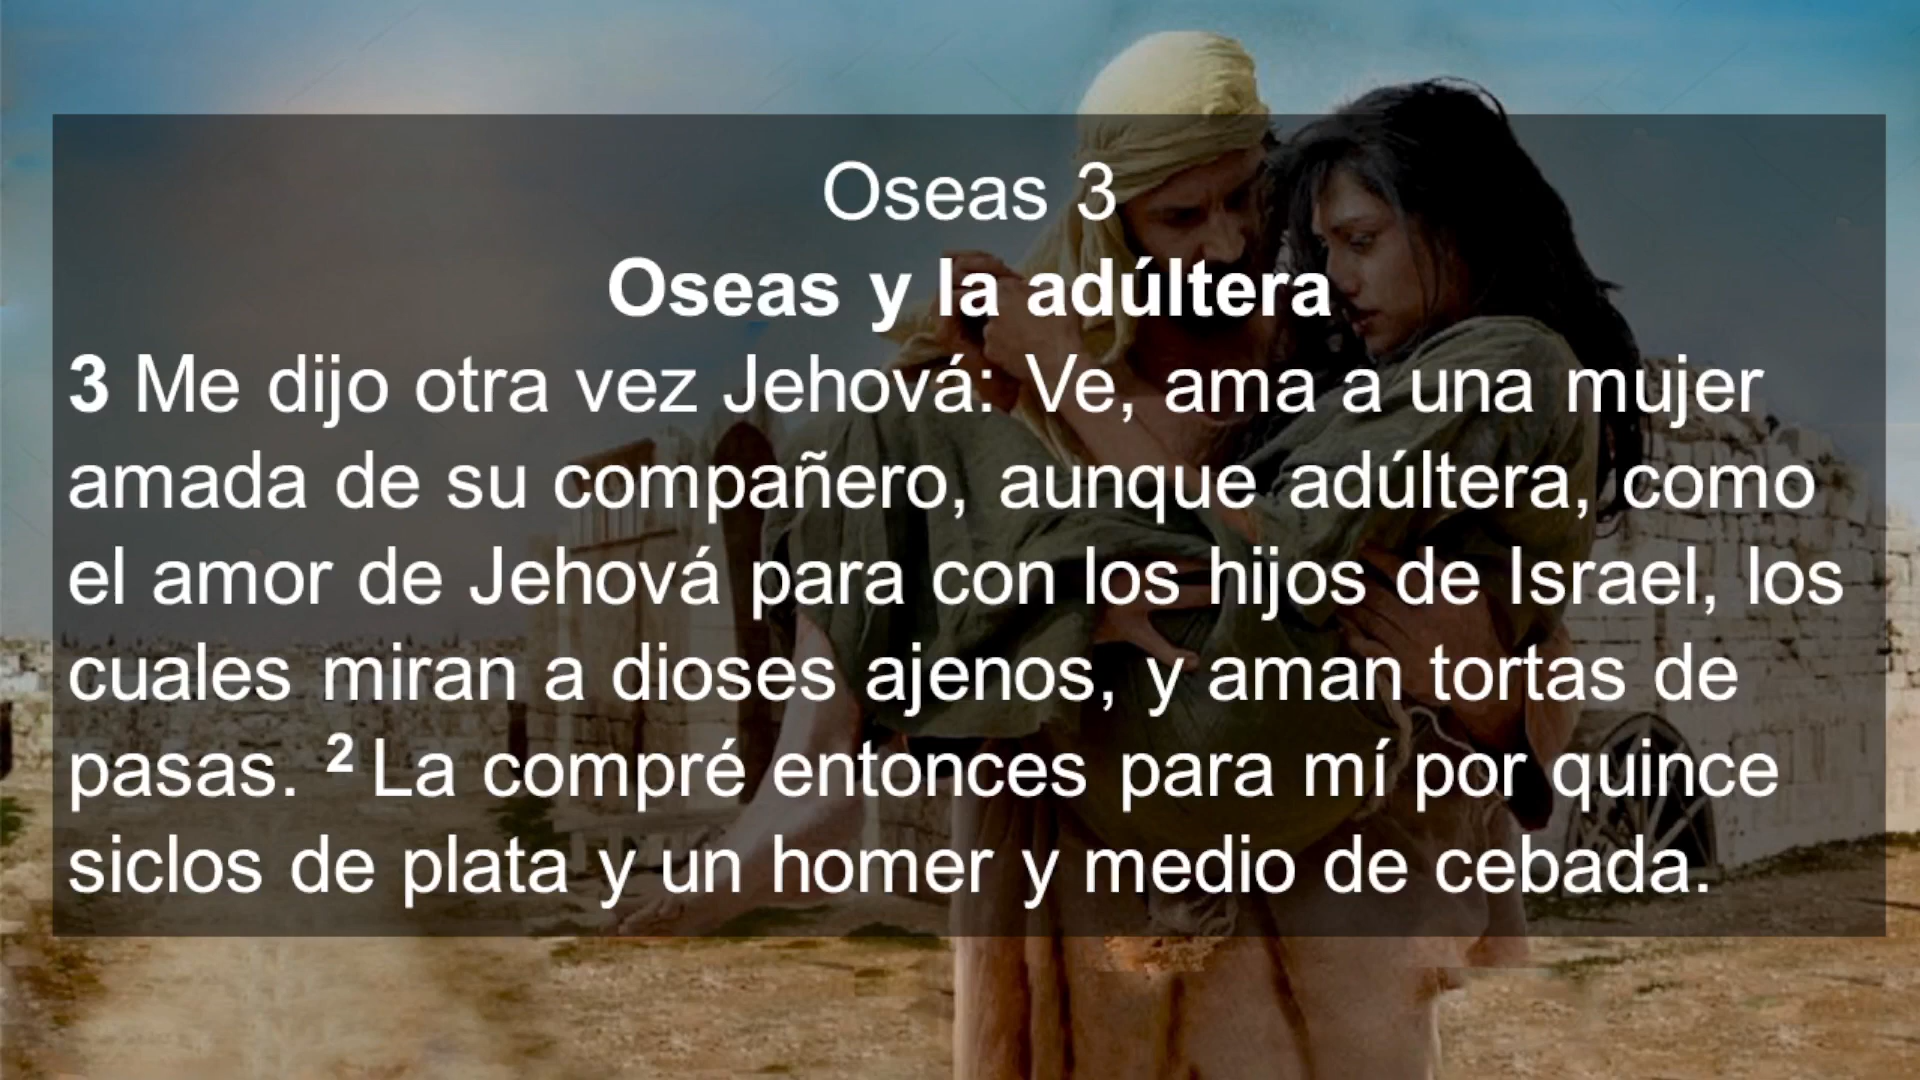 Oseas 3
Oseas y la adúltera
3 Me dijo otra vez Jehová: Ve, ama a una mujer
amada de su compañero, aunque adúltera, como
el amor de Jehová para con los hijos de Israel, los
cuales miran a dioses ajenos, y aman tortas de
pasas. ² La compré entonces para mí por quince
siclos de plata y un homer y medio de cebada.